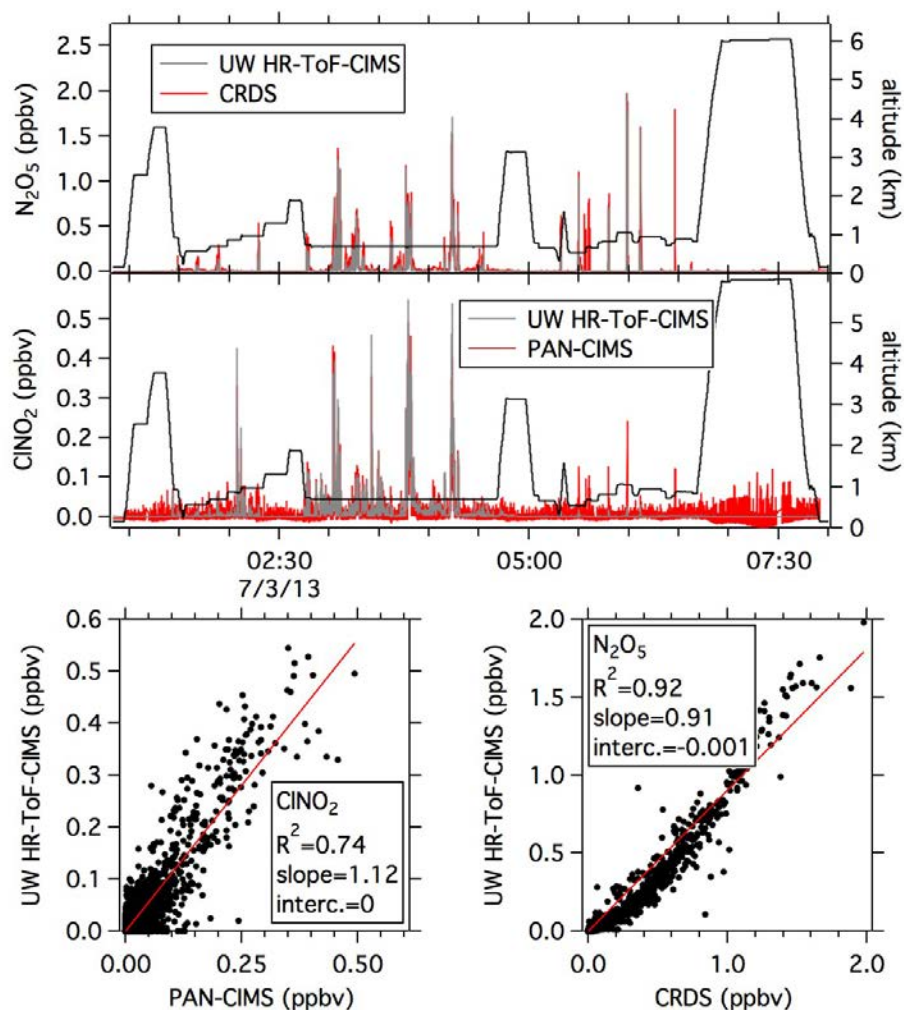 2.5
2.0
1.5
1.0
0.5
0.0
N₂O₅ (ppbv)
UW HR-ToF-CIMS
CRDS
6
5
4
3
2
1
0
altitude (km)
0.5
0.4
0.3
0.2
0.1
0.0
ClNO₂ (ppbv)
UW HR-ToF-CIMS
PAN-CIMS
5
4
3
2
1
0
altitude (km)
02:30
05:00
07:30
7/3/13
0.6
0.5
0.4
0.3
0.2
0.1
0.0
UW HR-ToF-CIMS (ppbv)
ClNO₂
R²=0.74
slope=1.12
interc.=0
0.00
0.25
0.50
PAN-CIMS (ppbv)
2.0
1.5
1.0
0.5
0.0
UW HR-ToF-CIMS (ppbv)
N₂O₅
R²=0.92
slope=0.91
interc.=-0.001
0.0
1.0
2.0
CRDS (ppbv)